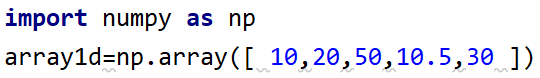 import numpy as np
array1d=np.array([ 10,20,50,10.5,30 ])